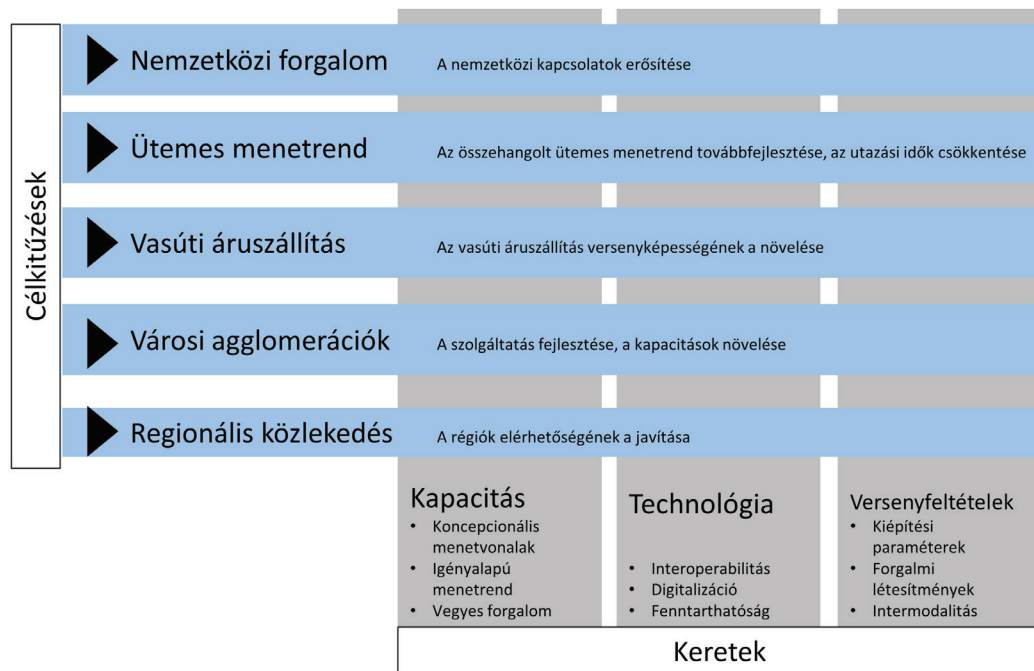 Célkitűzések
Nemzetközi forgalom
A nemzetközi kapcsolatok erősítése
Ütemes menetrend
Az összehangolt ütemes menetrend továbbfejlesztése, az utazási idők csökkentése
Vasúti áruszállítás
Az vasúti áruszállítás versenyképességének a növelése
Városi agglomerációk
A szolgáltatás fejlesztése, a kapacitások növelése
Regionális közlekedés
A régiók elérhetőségének a javítása
Kapacitás
• Koncepcionális
menetvonalak
• Igényalapú
menetrend
• Vegyes forgalom
Technológia
• Interoperabilitás
• Digitalizáció
• Fenntarthatóság
Versenyfeltételek
• Kiépítési
paraméterek
• Forgalmi
létesítmények
• Intermodalitás
Keretek